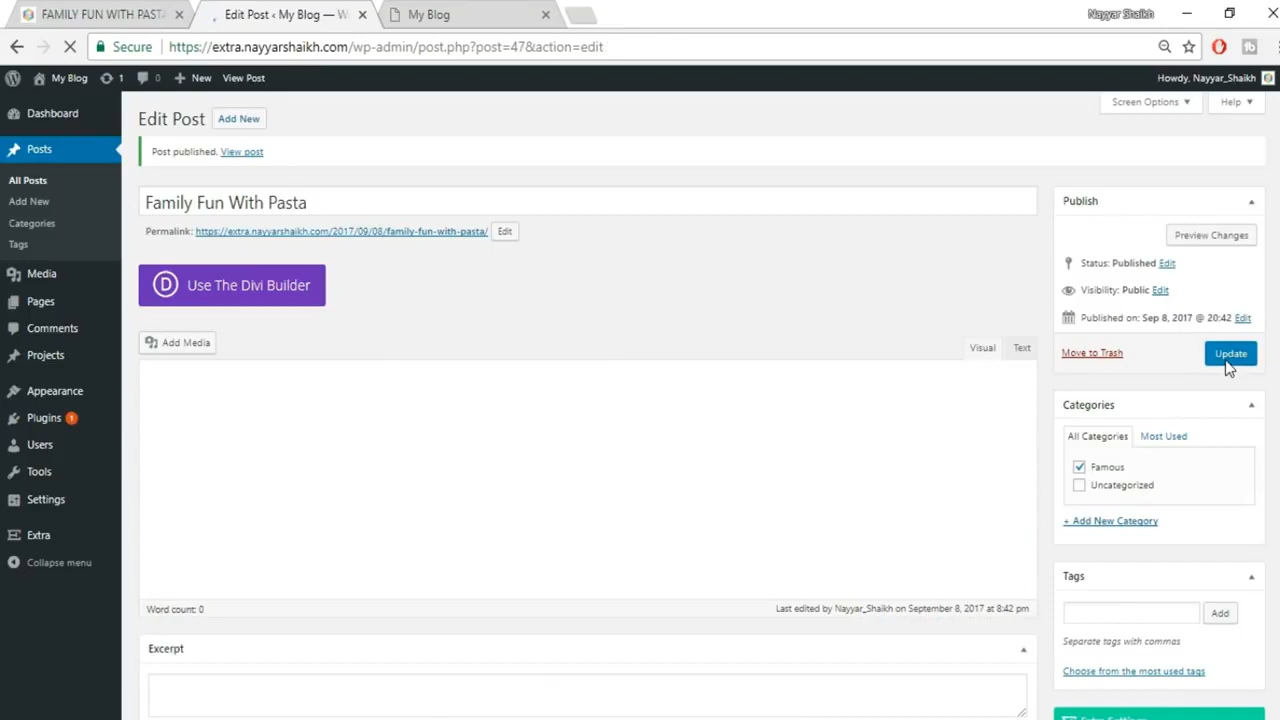 FAMILY FUN WITH PASTA
Edit Post ‹ My Blog — W
My Blog
Nayyar Shaikh
Secure
https://extra.nayyarshaikh.com/wp-admin/post.php?post=47&action=edit
My Blog
1
0
New
View Post
Howdy, Nayyar_Shaikh
Dashboard
Posts
All Posts
Add New
Categories
Tags
Media
Pages
Comments
Projects
Appearance
Plugins 1
Users
Tools
Settings
Extra
Collapse menu
Screen Options
Help
Edit Post
Add New
Post published. View post
Family Fun With Pasta
Permalink: https://extra.nayyarshaikh.com/2017/09/08/family-fun-with-pasta/ Edit
D Use The Divi Builder
Add Media
Visual
Text
Word count: 0
Last edited by Nayyar_Shaikh on September 8, 2017 at 8:42 pm
Excerpt
Publish
Preview Changes
Status: Published Edit
Visibility: Public Edit
Published on: Sep 8, 2017 @ 20:42 Edit
Move to Trash
Update
Categories
All Categories
Most Used
Famous
Uncategorized
+ Add New Category
Tags
Add
Separate tags with commas
Choose from the most used tags